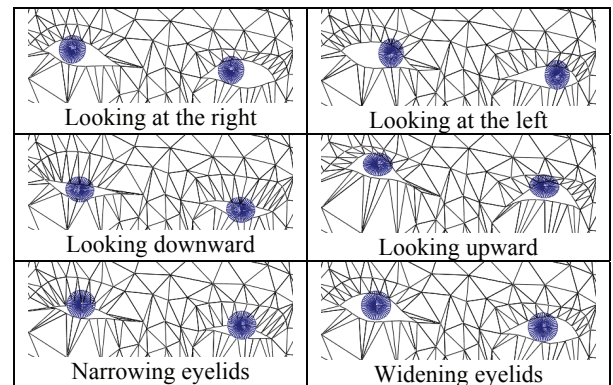 Looking at the right
Looking at the left
Looking downward
Looking upward
Narrowing eyelids
Widening eyelids